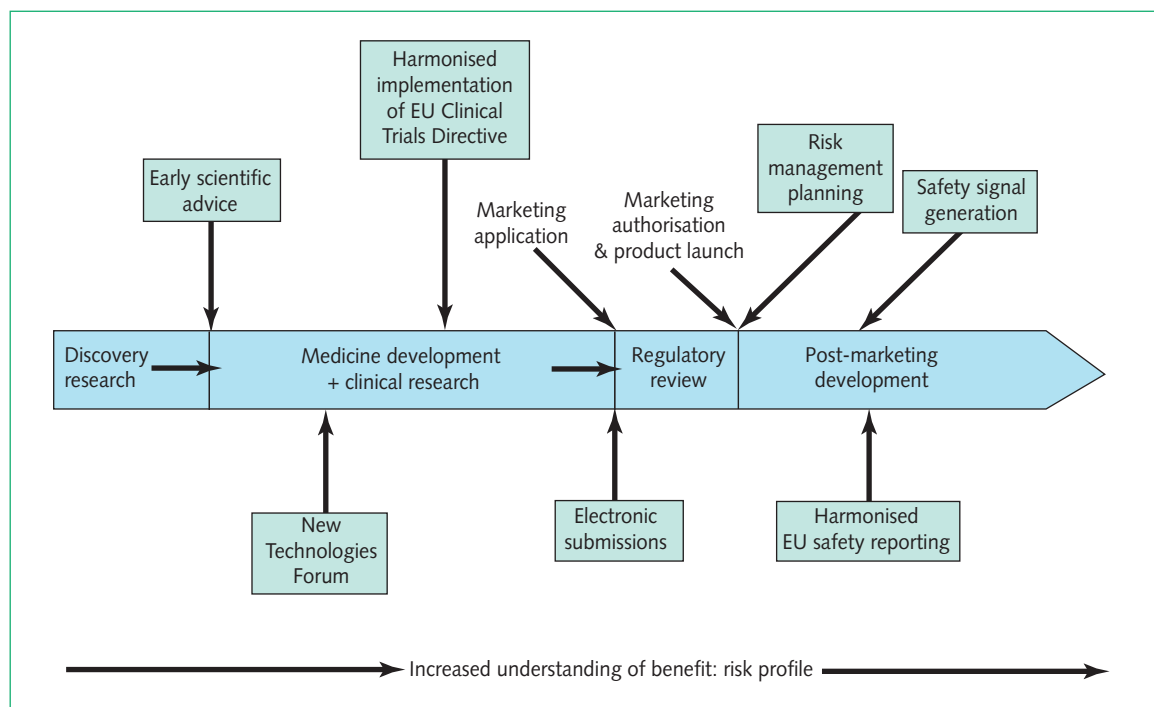 Harmonised
implementation
of EU Clinical
Trials Directive
Early scientific
advice
Marketing
application
Marketing
authorisation
& product launch
Risk
management
planning
Safety signal
generation
Discovery
research
Medicine development
+ clinical research
Regulatory
review
Post-marketing
development
New
Technologies
Forum
Electronic
submissions
Harmonised
EU safety reporting
Increased understanding of benefit: risk profile